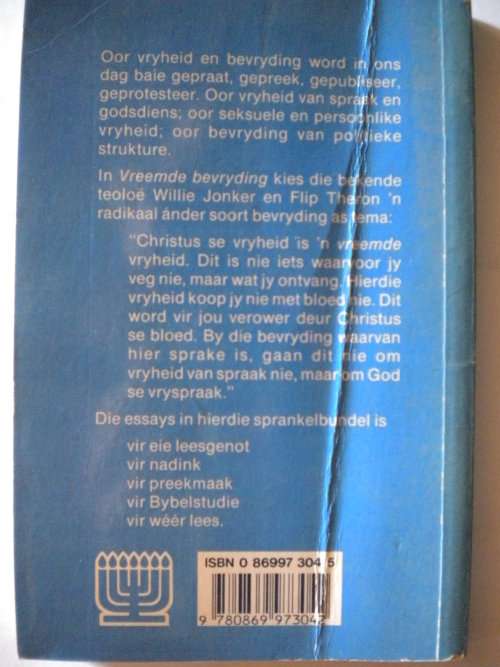 Oor vryheid en bevryding word in ons
dag baie gepraat, gepreek, gepubliseer,
geprotesteer. Oor vryheid van spraak en
godsdiens; oor seksuele en persoonlike
vryheid; oor bevryding van politieke
strukture.
In Vreemde bevryding kies die bekende
teoloë Willie Jonker en Flip Theron 'n
radikaal ánder soort bevryding as tema:
"Christus se vryheid is 'n vreemde
vryheid. Dit is nie iets waarvoor jy
veg nie, maar wat jy ontvang. Hierdie
vryheid koop jy nie met bloed nie. Dit
word vir jou verower deur Christus
se bloed. By die bevryding waarvan
hier sprake is, gaan dit nie om
vryheid van spraak nie, maar om God
se vryspraak."
Die essays in hierdie sprankelbundel is
vir eie leesgenot
vir nadink
vir preekmaak
vir Bybelstudie
vir wéér lees.
ISBN 0 86997 304 5
9 780869 973042